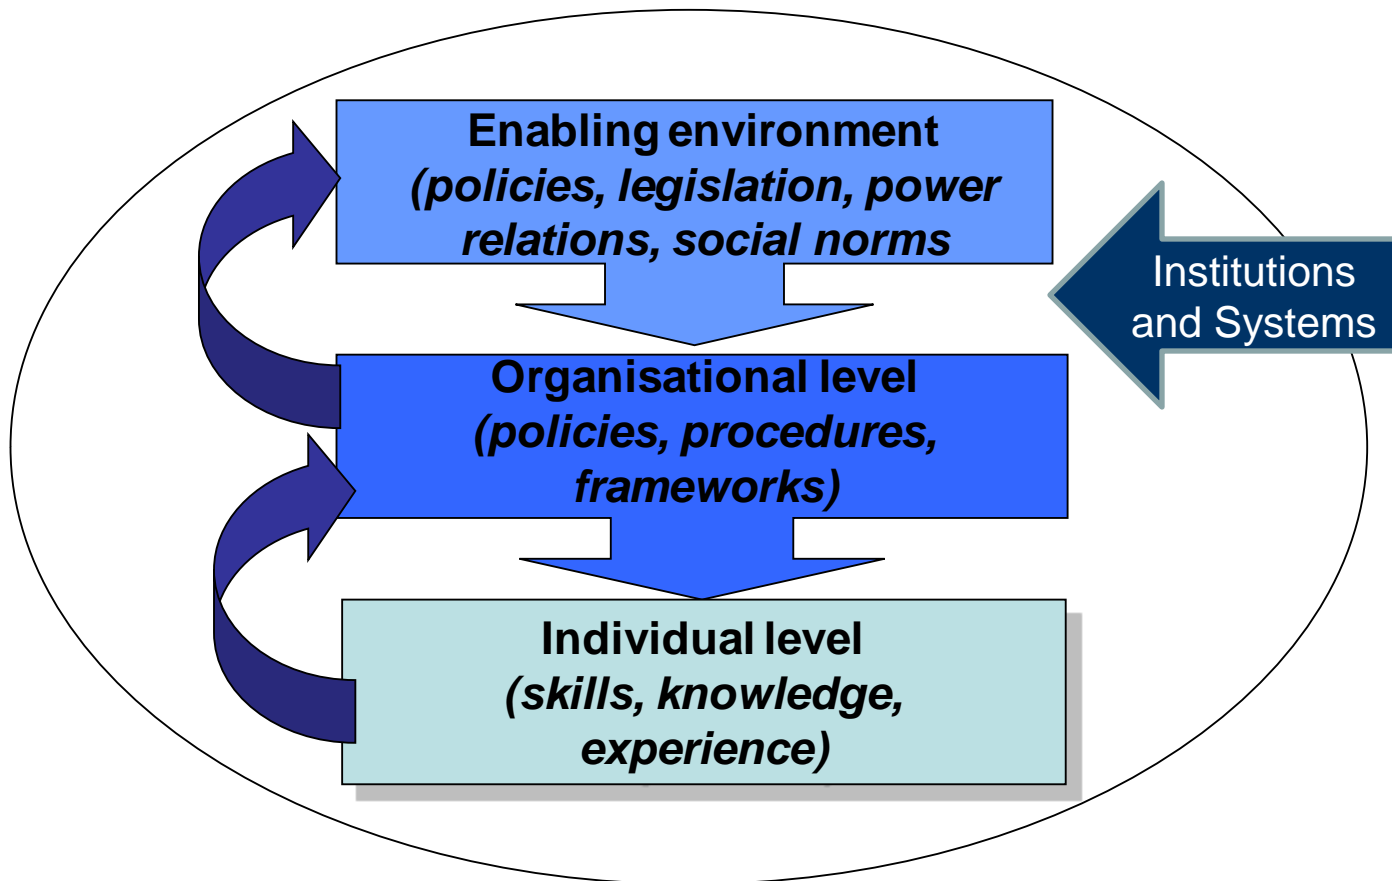 Enabling environment
(policies, legislation, power
relations, social norms
Institutions
and Systems
Organisational level
(policies, procedures,
frameworks)
Individual level
(skills, knowledge,
experience)